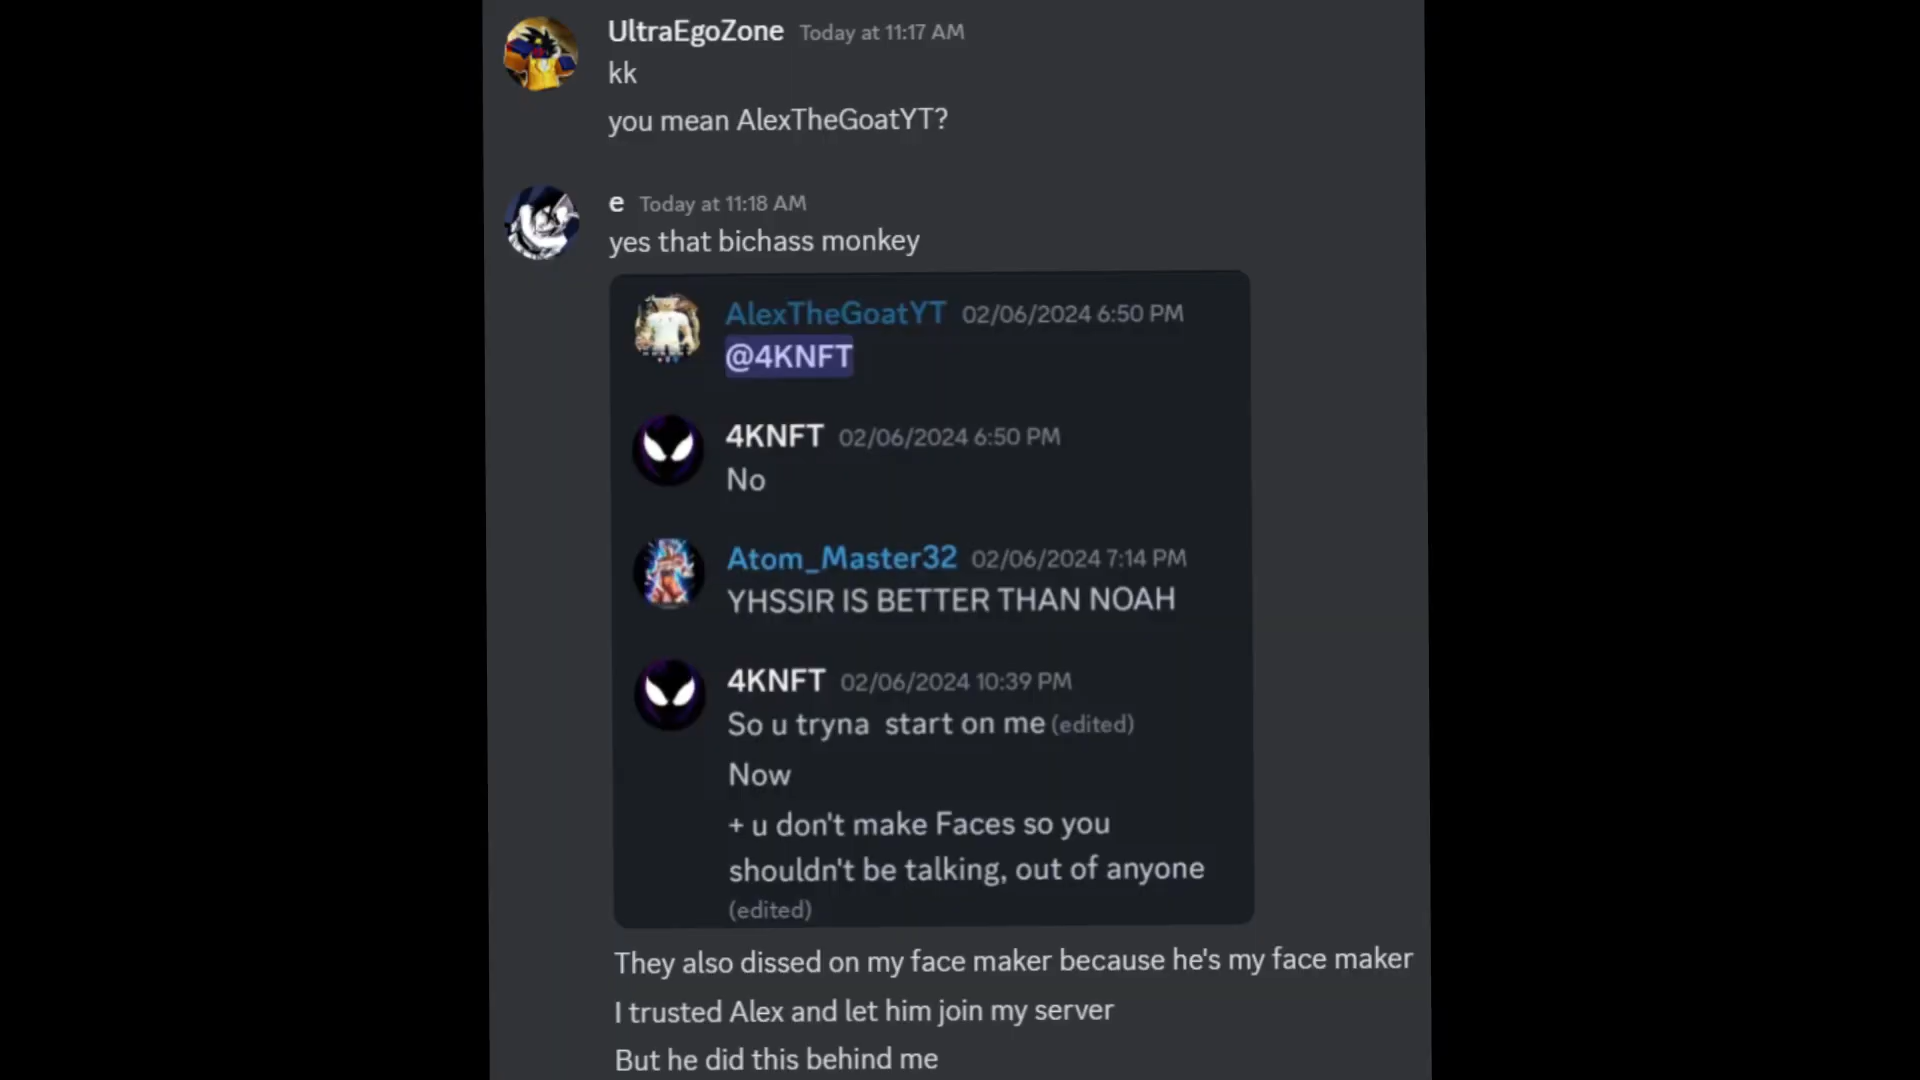 UltraEgoZone Today at 11:17 AM
kk
you mean AlexTheGoatYT?
e Today at 11:18 AM
yes that bichass monkey
AlexTheGoatYT 02/06/2024 6:50 PM
@4KNFT
4KNFT 02/06/2024 6:50 PM
No
Atom_Master32 02/06/2024 7:14 PM
YHSSIR IS BETTER THAN NOAH
4KNFT 02/06/2024 10:39 PM
So u tryna start on me (edited)
Now
+ u don't make Faces so you
shouldn't be talking, out of anyone
(edited)
They also dissed on my face maker because he's my face maker
I trusted Alex and let him join my server
But he did this behind me